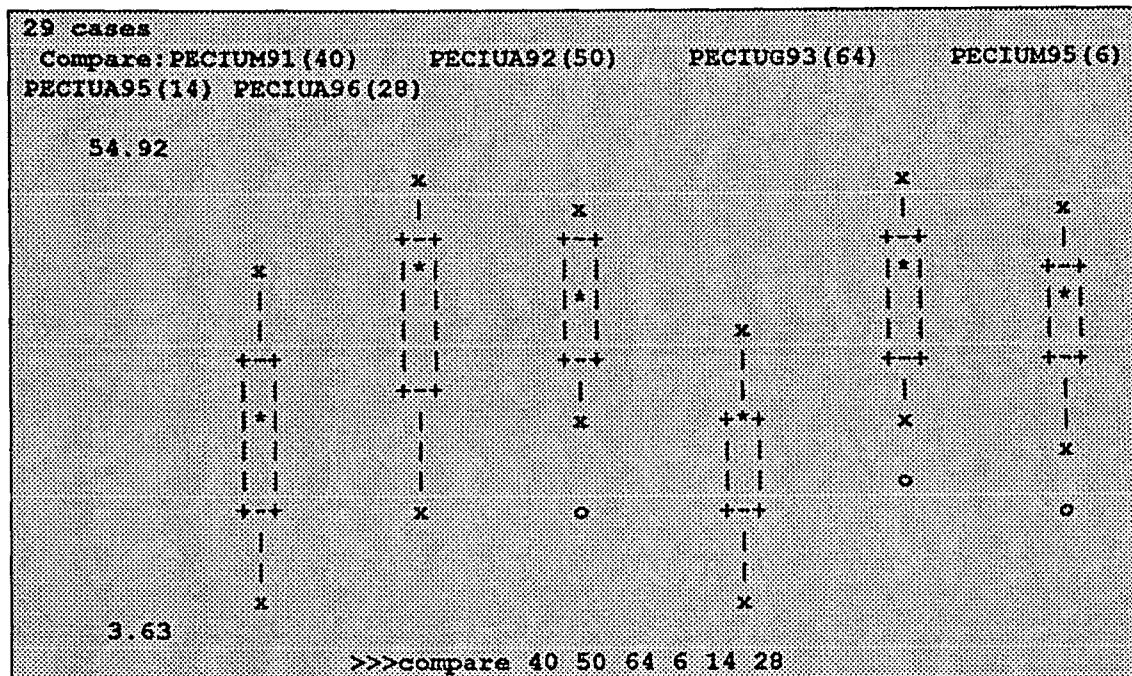 29 cases
Compare:PECIUM91(40) PECIUA92(50) PECIUG93(64) PECIUM95(6)
PECIUA95(14) PECIUA96(28)
54.92
3.63
>>>compare 40 50 64 6 14 28